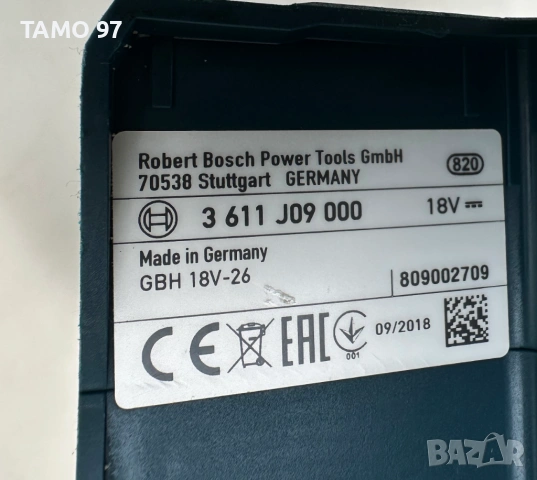 TAMO 97
Robert Bosch Power Tools GmbH
820
70538 Stuttgart GERMANY
3 611 J09 000
18V
Made in Germany
GBH 18V-26
809002709
CE
EAC
001
09/2018
BAZAR